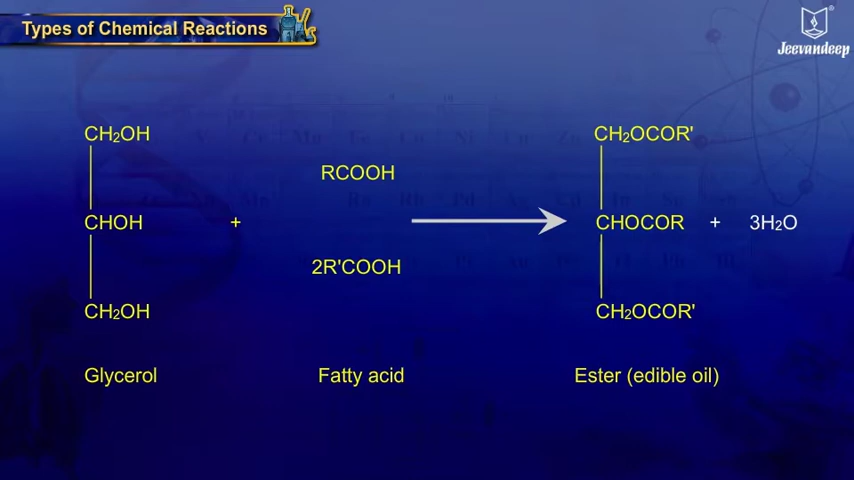 Types of Chemical Reactions
Jeevandeep®
CH₂OH
CH₂OCOR'
RCOOH
CHOH + CHOCOR + 3H₂O
2R'COOH
CH₂OH
CH₂OCOR'
Glycerol Fatty acid Ester (edible oil)